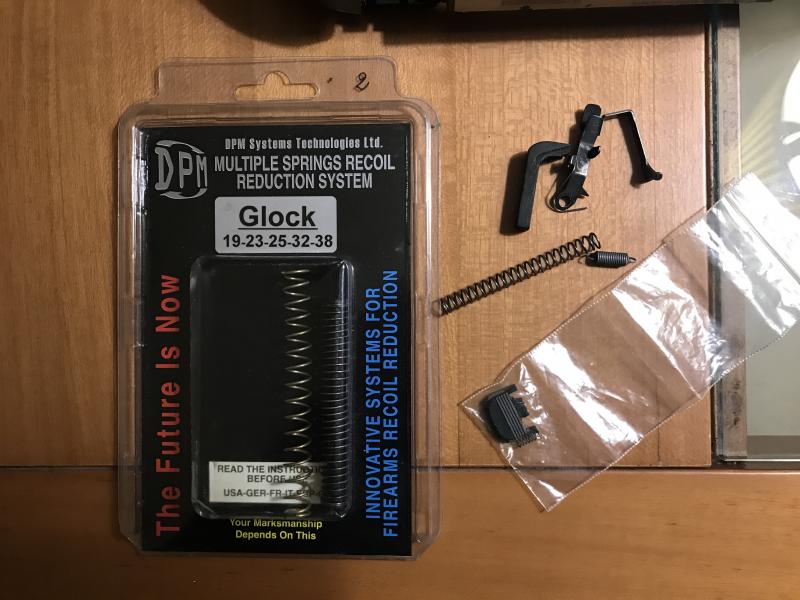 2
DPM
DPM Systems Technologies Ltd.
MULTIPLE SPRINGS RECOIL
REDUCTION SYSTEM
Glock
19-23-25-32-38
The Future Is Now
INNOVATIVE SYSTEMS FOR
FIREARMS RECOIL REDUCTION
READ THE INSTRUCTIO
BEFORE
USA-GER-FR-IT
Your Marksmanship
Depends On This